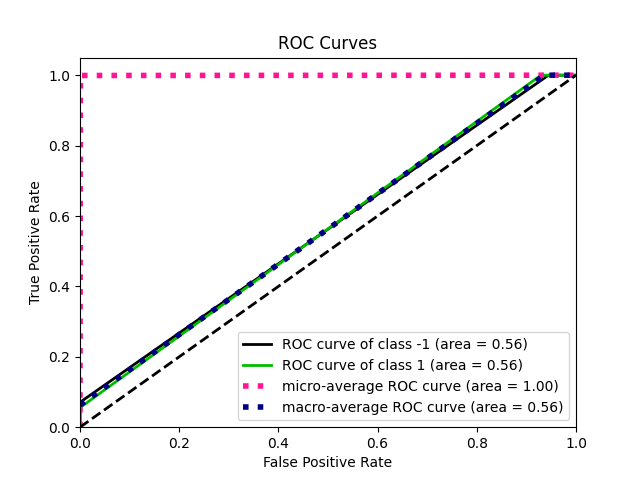 ROC Curves
True Positive Rate
1.0
0.8
0.6
0.4
0.2
0.0
ROC curve of class -1 (area = 0.56)
ROC curve of class 1 (area = 0.56)
micro-average ROC curve (area = 1.00)
macro-average ROC curve (area = 0.56)
0.0 0.2 0.4 0.6 0.8 1.0
False Positive Rate